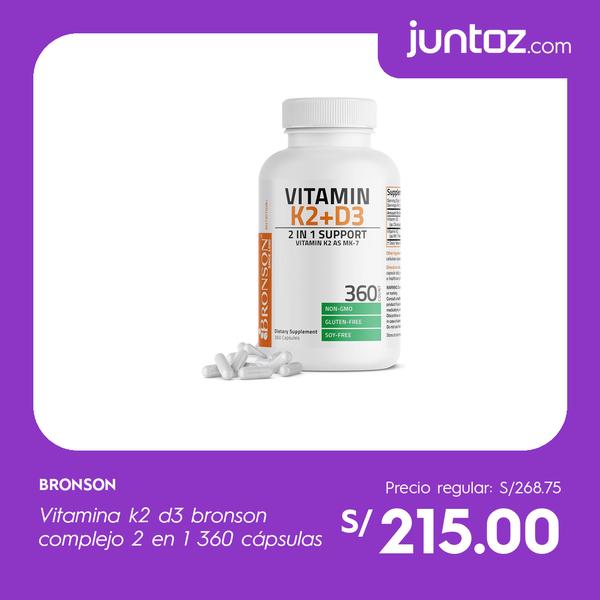 juntoz.com
VITAMIN
K2+D3
2 IN 1 SUPPORT
VITAMIN K2 AS MK-7
BRONSON
360
COUNT
NON-GMO
GLUTEN-FREE
SOY-FREE
Dietary Supplement
360 Capsules
BRONSON
Precio regular: S/268.75
Vitamina k2 d3 bronson
complejo 2 en 1 360 cápsulas
S/215.00